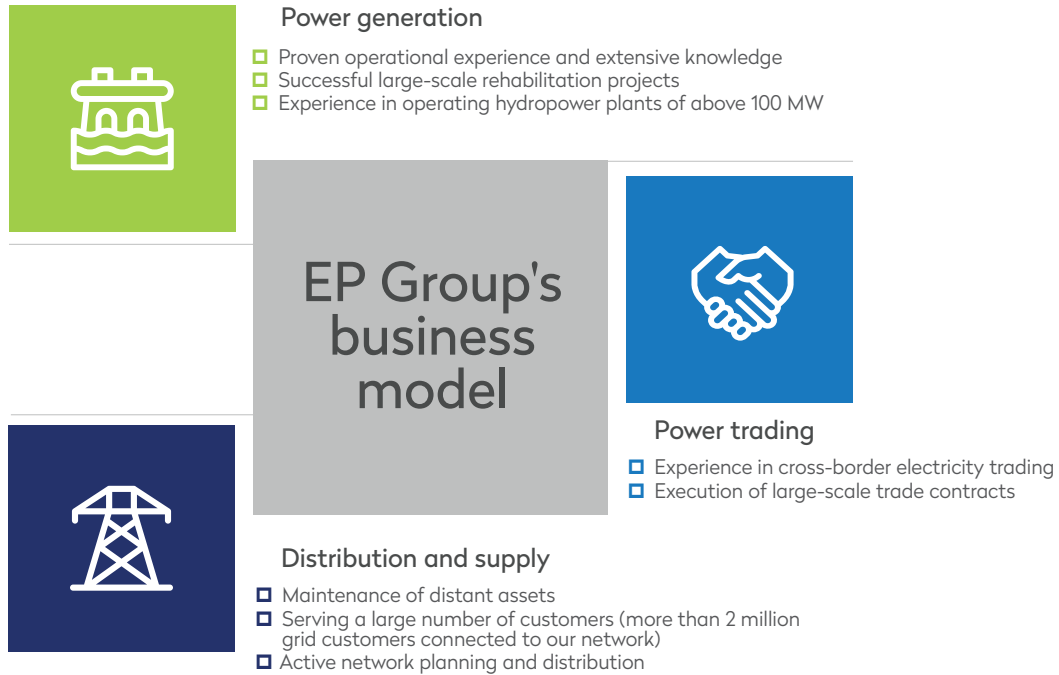 Power generation
Proven operational experience and extensive knowledge
Successful large-scale rehabilitation projects
Experience in operating hydropower plants of above 100 MW
EP Group's
business
model
Power trading
Experience in cross-border electricity trading
Execution of large-scale trade contracts
Distribution and supply
Maintenance of distant assets
Serving a large number of customers (more than 2 million
grid customers connected to our network)
Active network planning and distribution